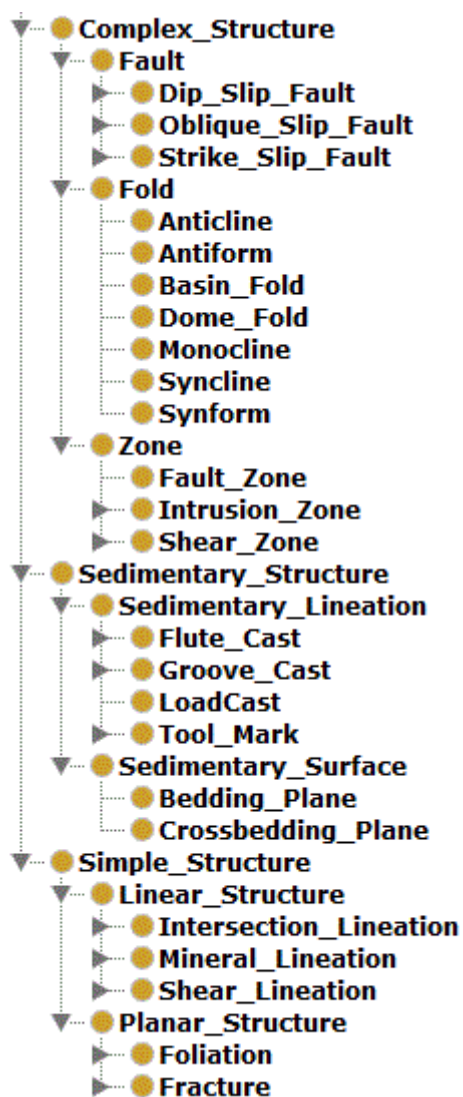 Complex_Structure
Fault
Dip_Slip_Fault
Oblique_Slip_Fault
Strike_Slip_Fault
Fold
Anticline
Antiform
Basin_Fold
Dome_Fold
Monocline
Syncline
Synform
Zone
Fault_Zone
Intrusion_Zone
Shear_Zone
Sedimentary_Structure
Sedimentary_Lineation
Flute_Cast
Groove_Cast
LoadCast
Tool_Mark
Sedimentary_Surface
Bedding_Plane
Crossbedding_Plane
Simple_Structure
Linear_Structure
Intersection_Lineation
Mineral_Lineation
Shear_Lineation
Planar_Structure
Foliation
Fracture